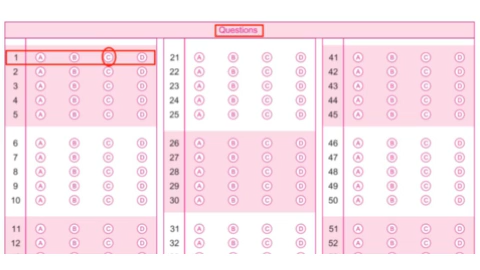 Questions
1 A B C D 21 A B C D 41 A B C D
2 A B C D 22 A B C D 42 A B C D
3 A B C D 23 A B C D 43 A B C D
4 A B C D 24 A B C D 44 A B C D
5 A B C D 25 A B C D 45 A B C D
6 A B C D 26 A B C D 46 A B C D
7 A B C D 27 A B C D 47 A B C D
8 A B C D 28 A B C D 48 A B C D
9 A B C D 29 A B C D 49 A B C D
10 A B C D 30 A B C D 50 A B C D
11 A B C D 31 A B C D 51 A B C D
12 A B C D 32 A B C D 52 A B C D